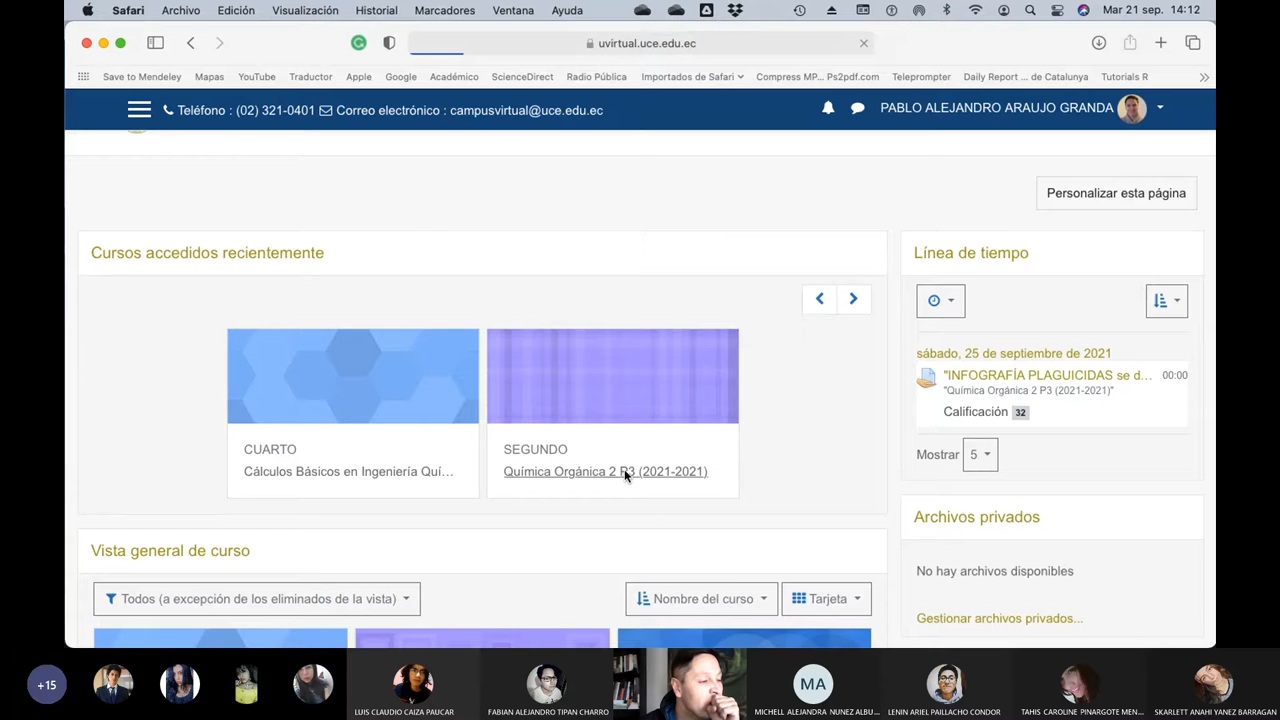 Safari Archivo Edición Visualización Historial Marcadores Ventana Ayuda Mar 21 sep. 14:12
uvirtual.uce.edu.ec
Save to Mendeley Mapas YouTube Traductor Apple Google Académico ScienceDirect Radio Pública Importados de Safari Compress MP... Ps2pdf.com Teleprompter Daily Report ... de Catalunya Tutorials R
Teléfono : (02) 321-0401 Correo electrónico : campusvirtual@uce.edu.ec PABLO ALEJANDRO ARAUJO GRANDA
Personalizar esta página
Cursos accedidos recientemente
CUARTO
Cálculos Básicos en Ingeniería Quí...
SEGUNDO
Química Orgánica 2 P3 (2021-2021)
Vista general de curso
Todos (a excepción de los eliminados de la vista) Nombre del curso Tarjeta
Línea de tiempo
sábado, 25 de septiembre de 2021
"INFOGRAFÍA PLAGUICIDAS se d... 00:00
"Química Orgánica 2 P3 (2021-2021)"
Calificación 32
Mostrar 5
Archivos privados
No hay archivos disponibles
Gestionar archivos privados...
+15
LUIS CLAUDIO CAIZA PAUCAR
FABIAN ALEJANDRO TIPAN CHARRO
MA
MICHELL ALEJANDRA NUNEZ ALBU...
LENIN ARIEL PAILLACHO CONDOR
TAHIS CAROLINE PINARGOTE MEN...
SKARLETT ANAHI YANEZ BARRAGAN